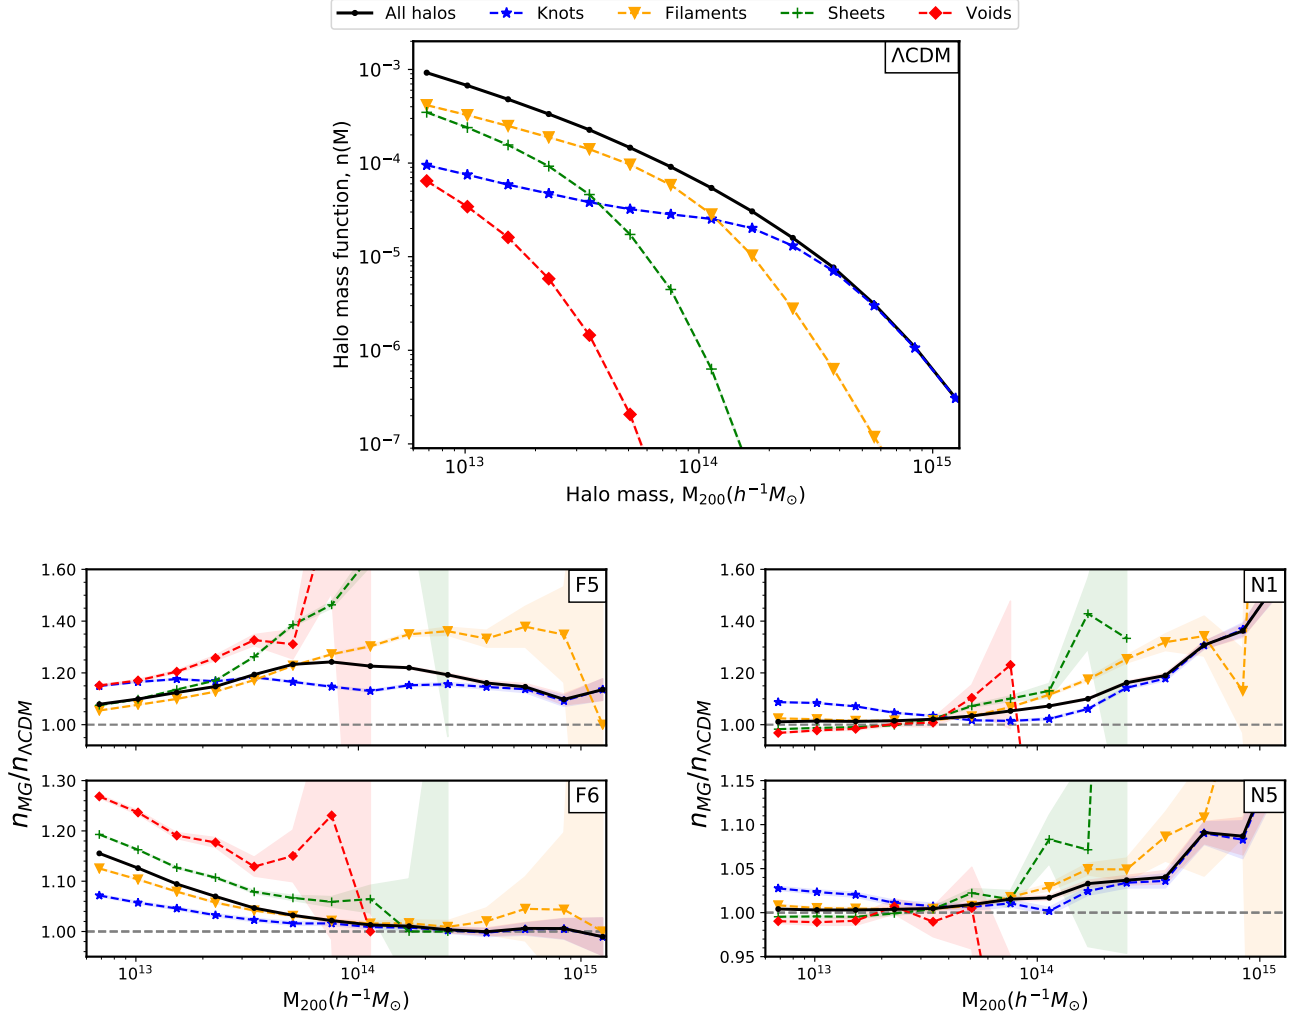 All halos Knots Filaments Sheets Voids
ΛCDM
Halo mass function, n(M)
10⁻³
10⁻⁴
10⁻⁵
10⁻⁶
10⁻⁷
10¹³ 10¹⁴ 10¹⁵
Halo mass, M₂₀₀(h⁻¹M☉)
n_MG/n_ΛCDM
F5
1.60
1.40
1.20
1.00
F6
1.30
1.20
1.10
1.00
10¹³ 10¹⁴ 10¹⁵
M₂₀₀(h⁻¹M☉)
n_MG/n_ΛCDM
N1
1.60
1.40
1.20
1.00
N5
1.15
1.10
1.05
1.00
0.95
10¹³ 10¹⁴ 10¹⁵
M₂₀₀(h⁻¹M☉)